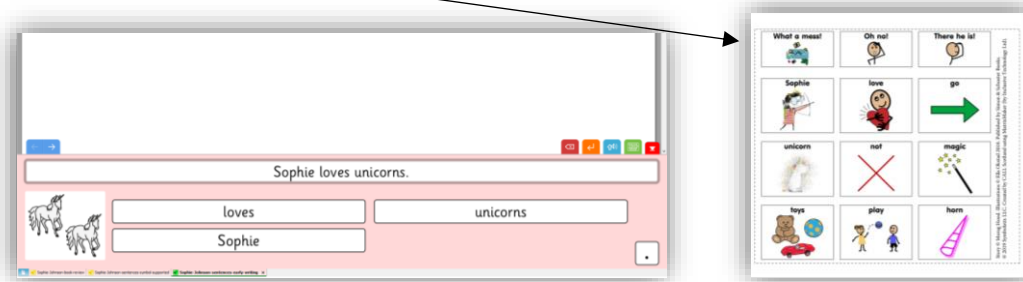 Sophie loves unicorns.
loves
unicorns
Sophie
.
What a mess!
Oh no!
There he is!
Sophie
love
go
unicorn
not
magic
toys
play
horn